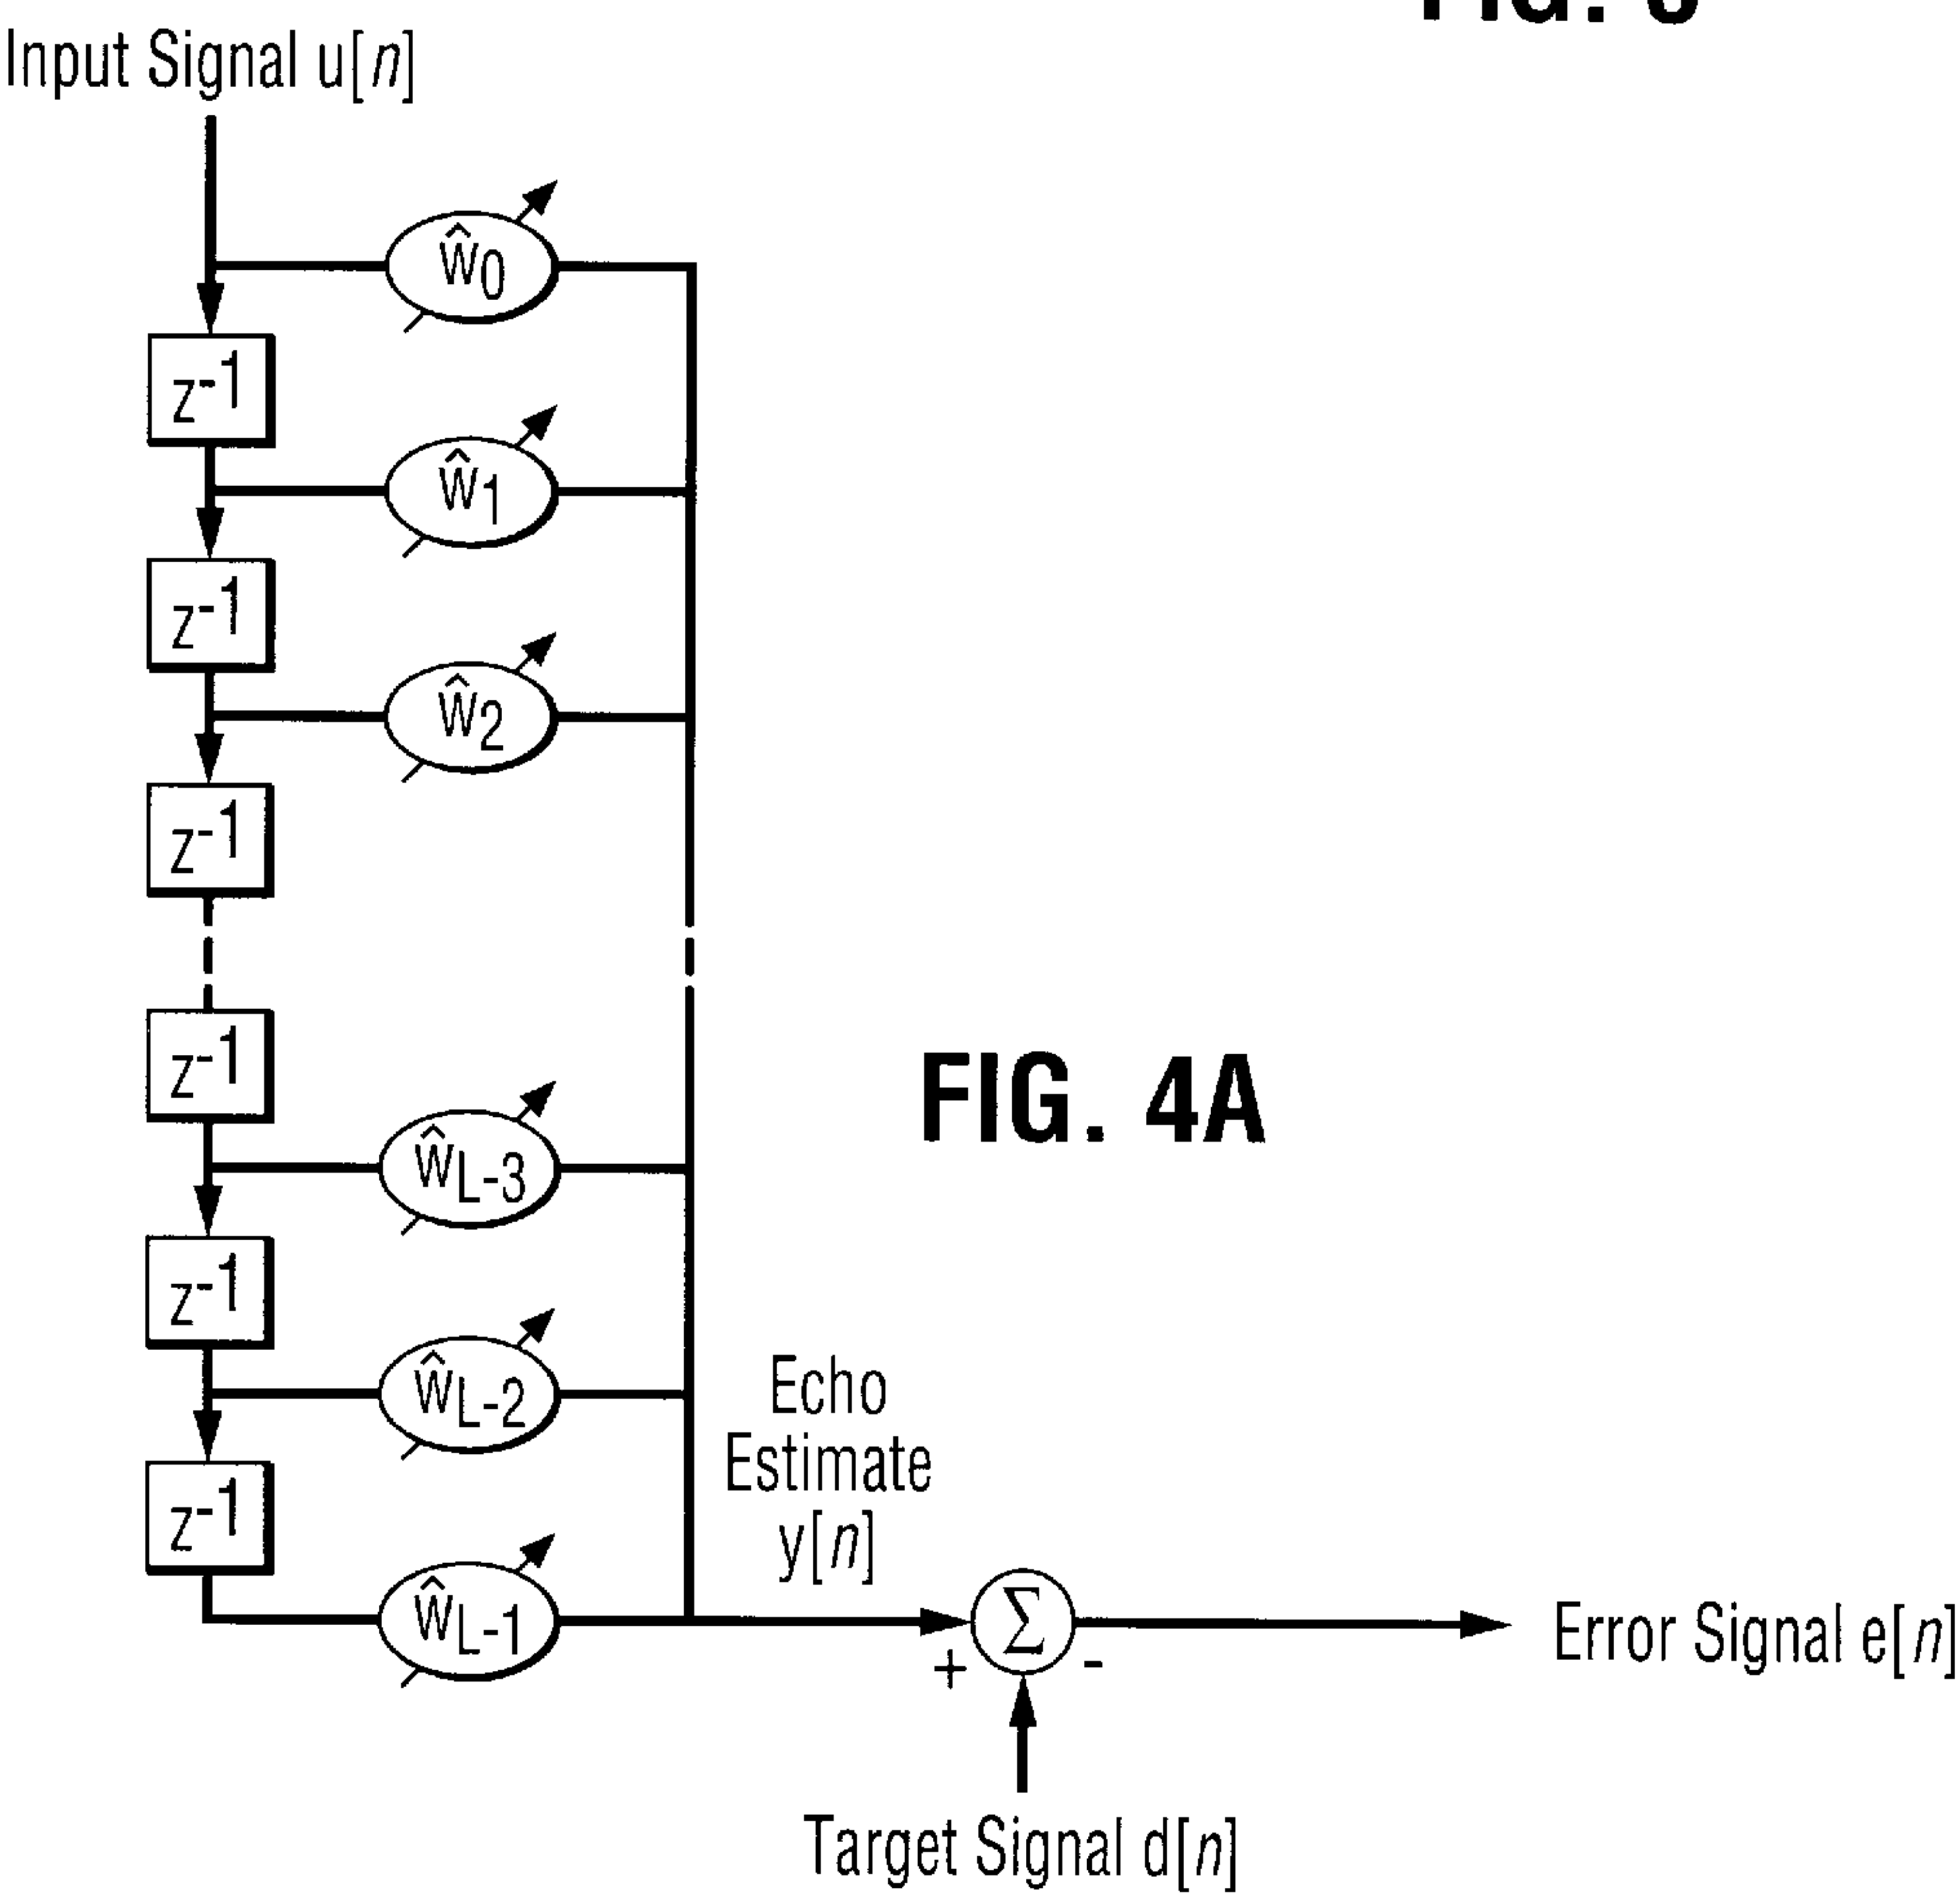 Input Signal u[n]
ŵ0
z-1
ŵ1
z-1
ŵ2
z-1
z-1
ŵL-3
FIG. 4A
z-1
ŵL-2
Echo
Estimate
y[n]
z-1
ŵL-1
Σ
+ -
Error Signal e[n]
Target Signal d[n]